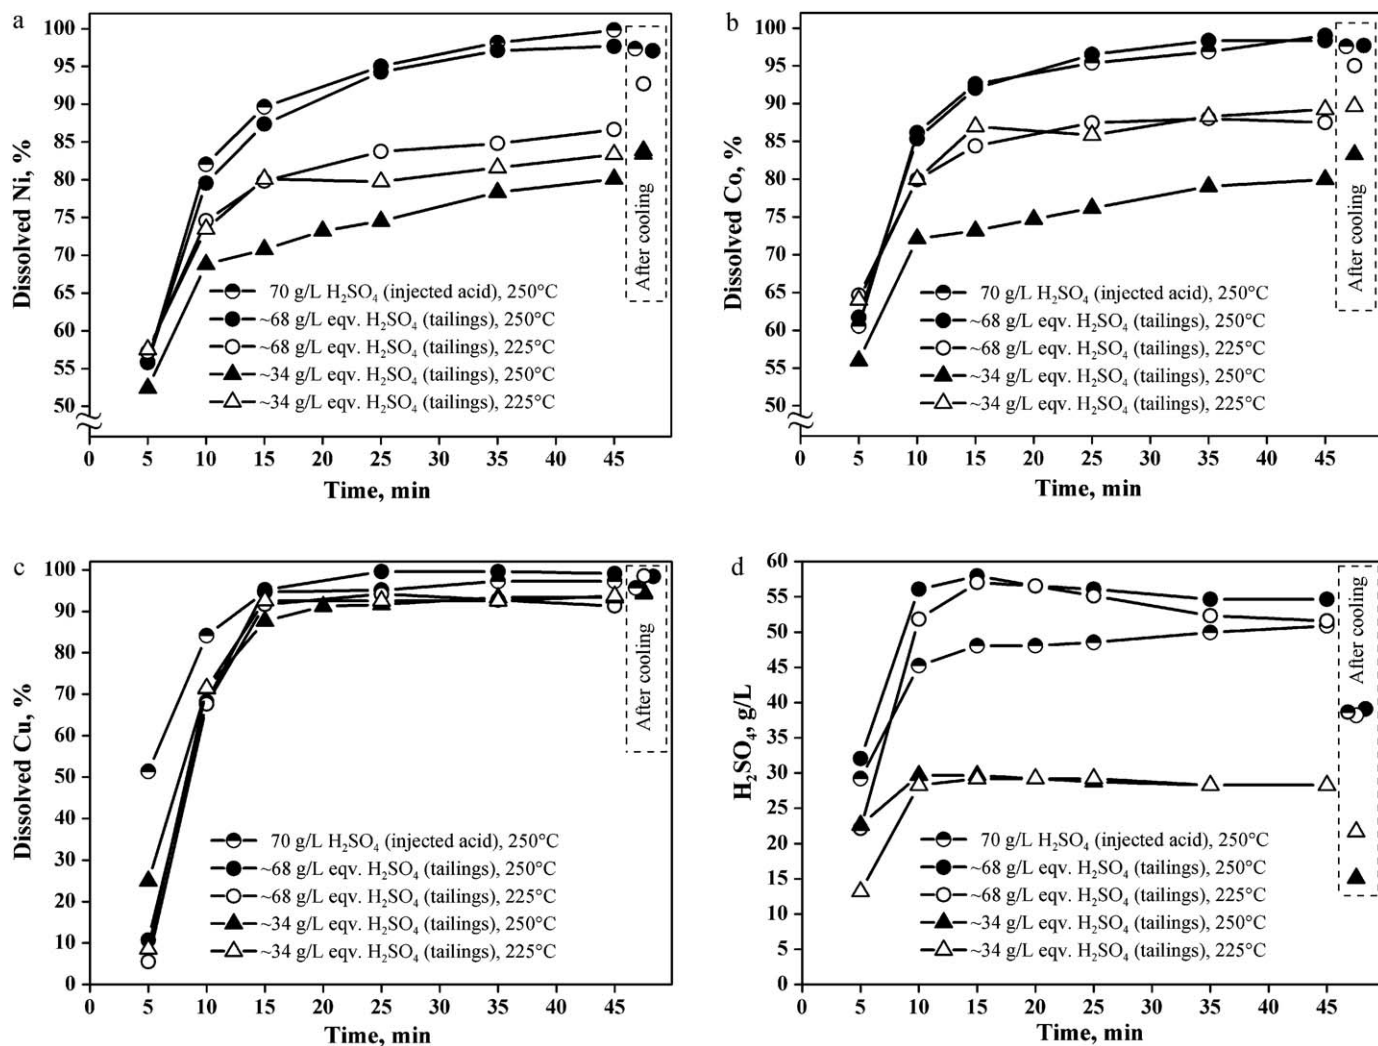 a
Dissolved Ni, %
100
95
90
85
80
75
70
65
60
55
50
70 g/L H₂SO₄ (injected acid), 250°C
~68 g/L eqv. H₂SO₄ (tailings), 250°C
~68 g/L eqv. H₂SO₄ (tailings), 225°C
~34 g/L eqv. H₂SO₄ (tailings), 250°C
~34 g/L eqv. H₂SO₄ (tailings), 225°C
After cooling
0 5 10 15 20 25 30 35 40 45
Time, min
b
Dissolved Co, %
100
95
90
85
80
75
70
65
60
55
50
70 g/L H₂SO₄ (injected acid), 250°C
~68 g/L eqv. H₂SO₄ (tailings), 250°C
~68 g/L eqv. H₂SO₄ (tailings), 225°C
~34 g/L eqv. H₂SO₄ (tailings), 250°C
~34 g/L eqv. H₂SO₄ (tailings), 225°C
After cooling
0 5 10 15 20 25 30 35 40 45
Time, min
c
Dissolved Cu, %
100
90
80
70
60
50
40
30
20
10
0
70 g/L H₂SO₄ (injected acid), 250°C
~68 g/L eqv. H₂SO₄ (tailings), 250°C
~68 g/L eqv. H₂SO₄ (tailings), 225°C
~34 g/L eqv. H₂SO₄ (tailings), 250°C
~34 g/L eqv. H₂SO₄ (tailings), 225°C
After cooling
0 5 10 15 20 25 30 35 40 45
Time, min
d
H₂SO₄, g/L
60
55
50
45
40
35
30
25
20
15
10
5
0
70 g/L H₂SO₄ (injected acid), 250°C
~68 g/L eqv. H₂SO₄ (tailings), 250°C
~68 g/L eqv. H₂SO₄ (tailings), 225°C
~34 g/L eqv. H₂SO₄ (tailings), 250°C
~34 g/L eqv. H₂SO₄ (tailings), 225°C
After cooling
0 5 10 15 20 25 30 35 40 45
Time, min